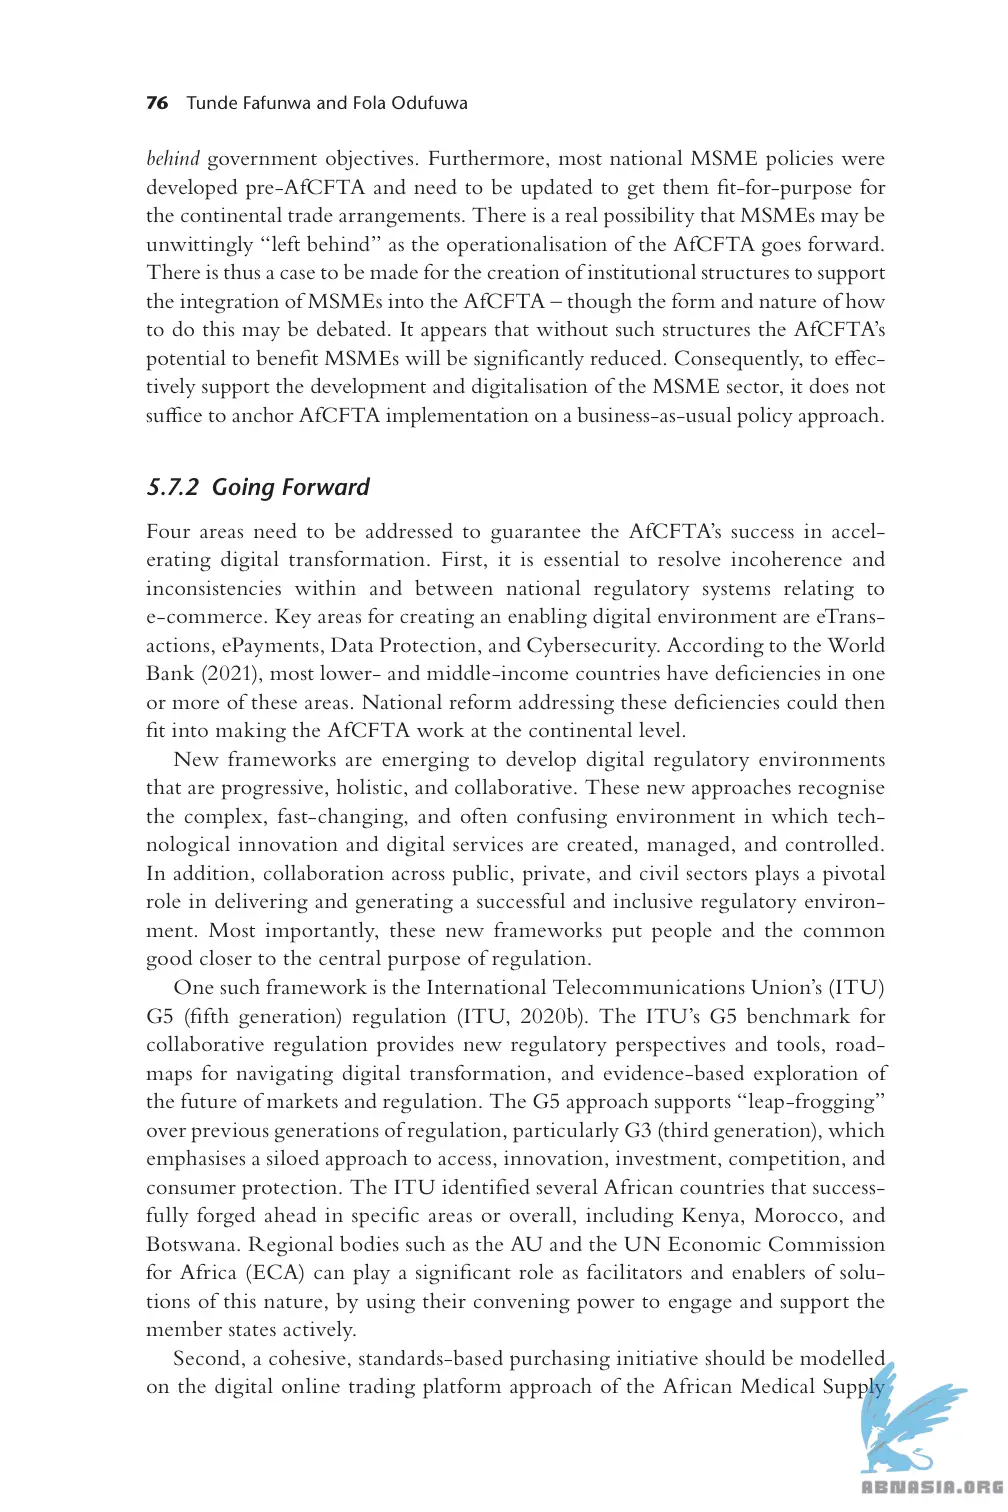 76 Tunde Fafunwa and Fola Odufuwa
behind government objectives. Furthermore, most national MSME policies were
developed pre-AfCFTA and need to be updated to get them fit-for-purpose for
the continental trade arrangements. There is a real possibility that MSMEs may be
unwittingly “left behind” as the operationalisation of the AfCFTA goes forward.
There is thus a case to be made for the creation of institutional structures to support
the integration of MSMEs into the AfCFTA – though the form and nature of how
to do this may be debated. It appears that without such structures the AfCFTA’s
potential to benefit MSMEs will be significantly reduced. Consequently, to effec-
tively support the development and digitalisation of the MSME sector, it does not
suffice to anchor AfCFTA implementation on a business-as-usual policy approach.
5.7.2 Going Forward
Four areas need to be addressed to guarantee the AfCFTA’s success in accel-
erating digital transformation. First, it is essential to resolve incoherence and
inconsistencies within and between national regulatory systems relating to
e-commerce. Key areas for creating an enabling digital environment are eTrans-
actions, ePayments, Data Protection, and Cybersecurity. According to the World
Bank (2021), most lower- and middle-income countries have deficiencies in one
or more of these areas. National reform addressing these deficiencies could then
fit into making the AfCFTA work at the continental level.
New frameworks are emerging to develop digital regulatory environments
that are progressive, holistic, and collaborative. These new approaches recognise
the complex, fast-changing, and often confusing environment in which tech-
nological innovation and digital services are created, managed, and controlled.
In addition, collaboration across public, private, and civil sectors plays a pivotal
role in delivering and generating a successful and inclusive regulatory environ-
ment. Most importantly, these new frameworks put people and the common
good closer to the central purpose of regulation.
One such framework is the International Telecommunications Union’s (ITU)
G5 (fifth generation) regulation (ITU, 2020b). The ITU’s G5 benchmark for
collaborative regulation provides new regulatory perspectives and tools, road-
maps for navigating digital transformation, and evidence-based exploration of
the future of markets and regulation. The G5 approach supports “leap-frogging”
over previous generations of regulation, particularly G3 (third generation), which
emphasises a siloed approach to access, innovation, investment, competition, and
consumer protection. The ITU identified several African countries that success-
fully forged ahead in specific areas or overall, including Kenya, Morocco, and
Botswana. Regional bodies such as the AU and the UN Economic Commission
for Africa (ECA) can play a significant role as facilitators and enablers of solu-
tions of this nature, by using their convening power to engage and support the
member states actively.
Second, a cohesive, standards-based purchasing initiative should be modelled
on the digital online trading platform approach of the African Medical Supply
ABNASIA.ORG